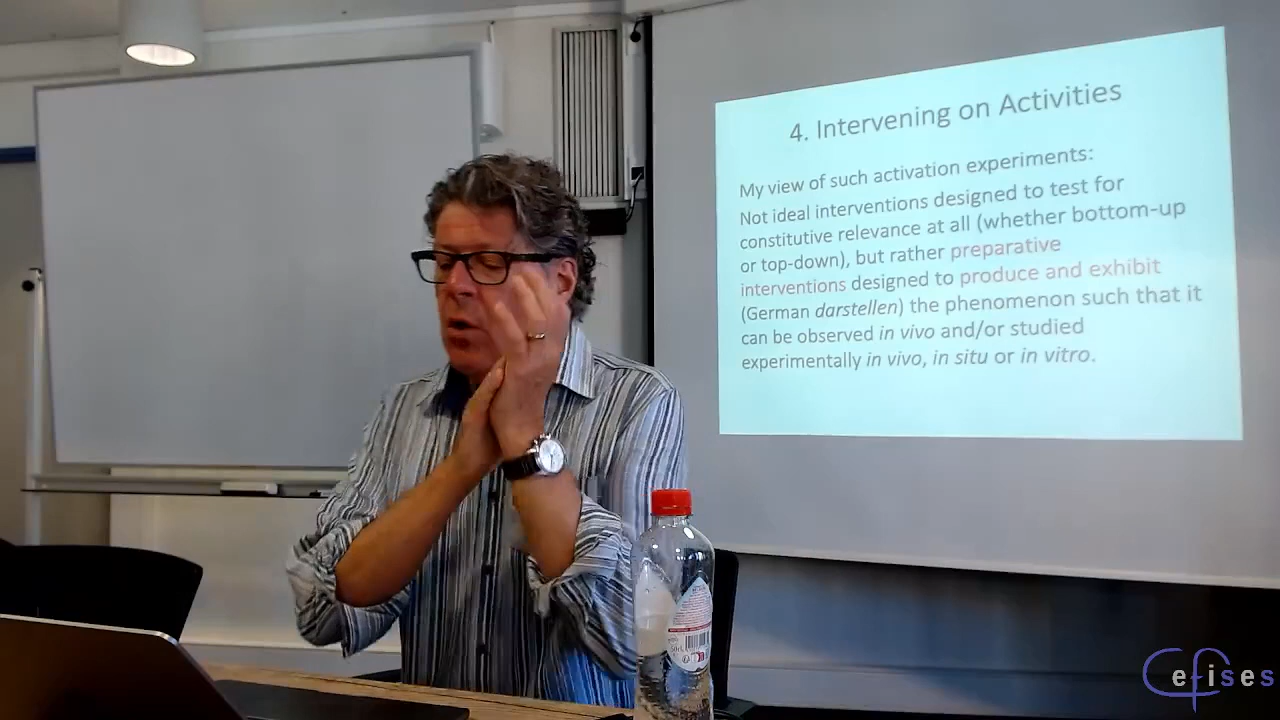 4. Intervening on Activities
My view of such activation experiments:
Not ideal interventions designed to test for
constitutive relevance at all (whether bottom-up
or top-down), but rather preparative
interventions designed to produce and exhibit
(German darstellen) the phenomenon such that it
can be observed in vivo and/or studied
experimentally in vivo, in situ or in vitro.
efises